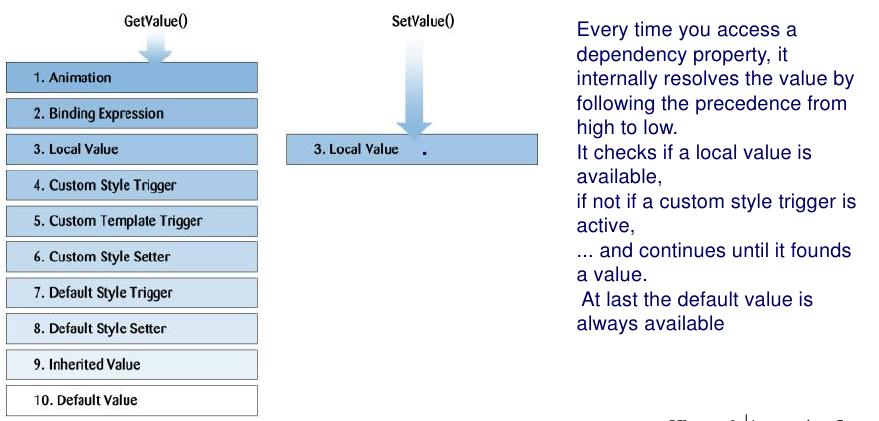 GetValue()
1. Animation
2. Binding Expression
3. Local Value
4. Custom Style Trigger
5. Custom Template Trigger
6. Custom Style Setter
7. Default Style Trigger
8. Default Style Setter
9. Inherited Value
10. Default Value
SetValue()
3. Local Value
Every time you access a
dependency property, it
internally resolves the value by
following the precedence from
high to low.
It checks if a local value is
available,
if not if a custom style trigger is
active,
... and continues until it founds
a value.
At last the default value is
always available